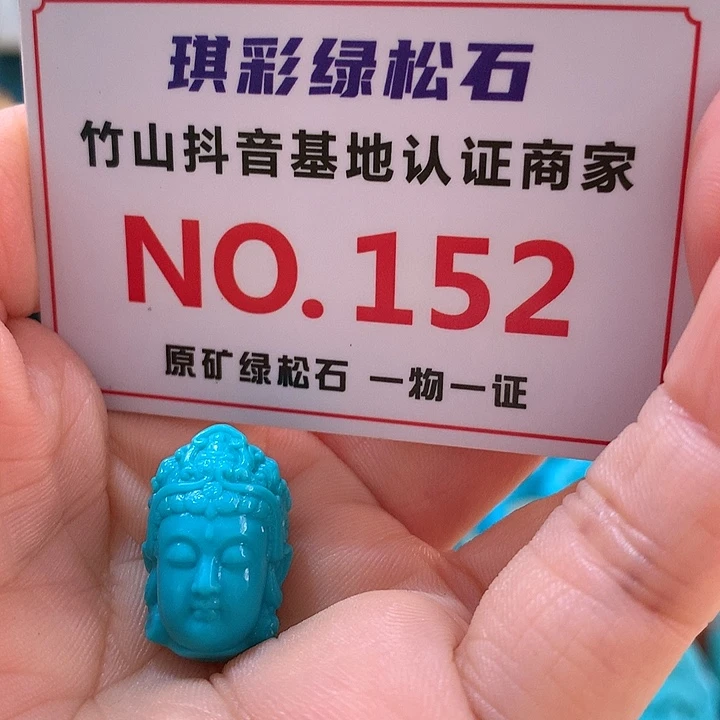 琪彩绿松石
竹山抖音基地认证商家
NO.152
原矿绿松石 一物一证